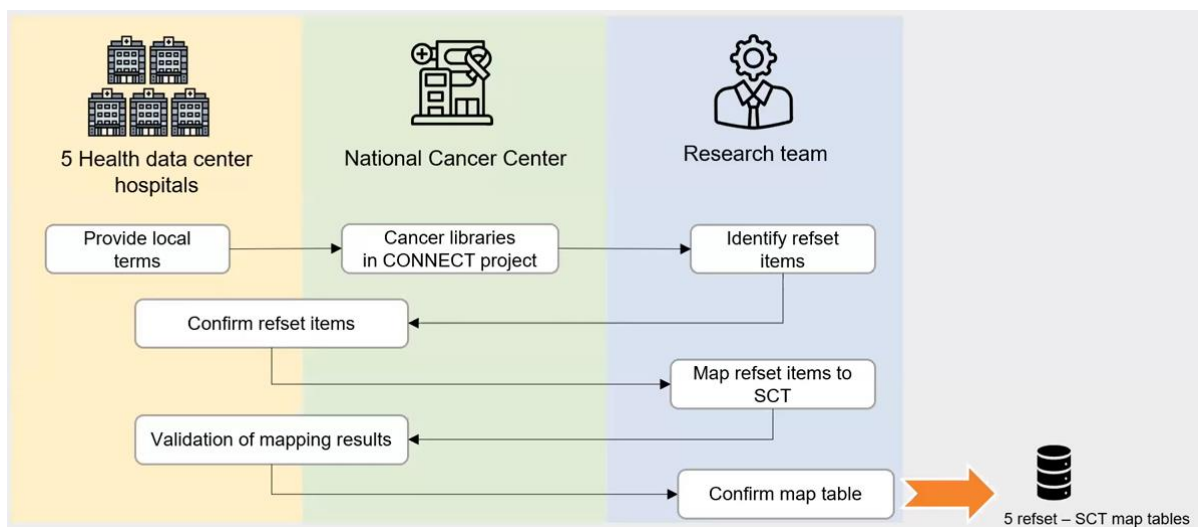 5 Health data center
hospitals
National Cancer Center
Research team
Provide local
terms
Cancer libraries
in CONNECT project
Identify refset
items
Confirm refset items
Map refset items to
SCT
Validation of mapping results
Confirm map table
5 refset – SCT map tables